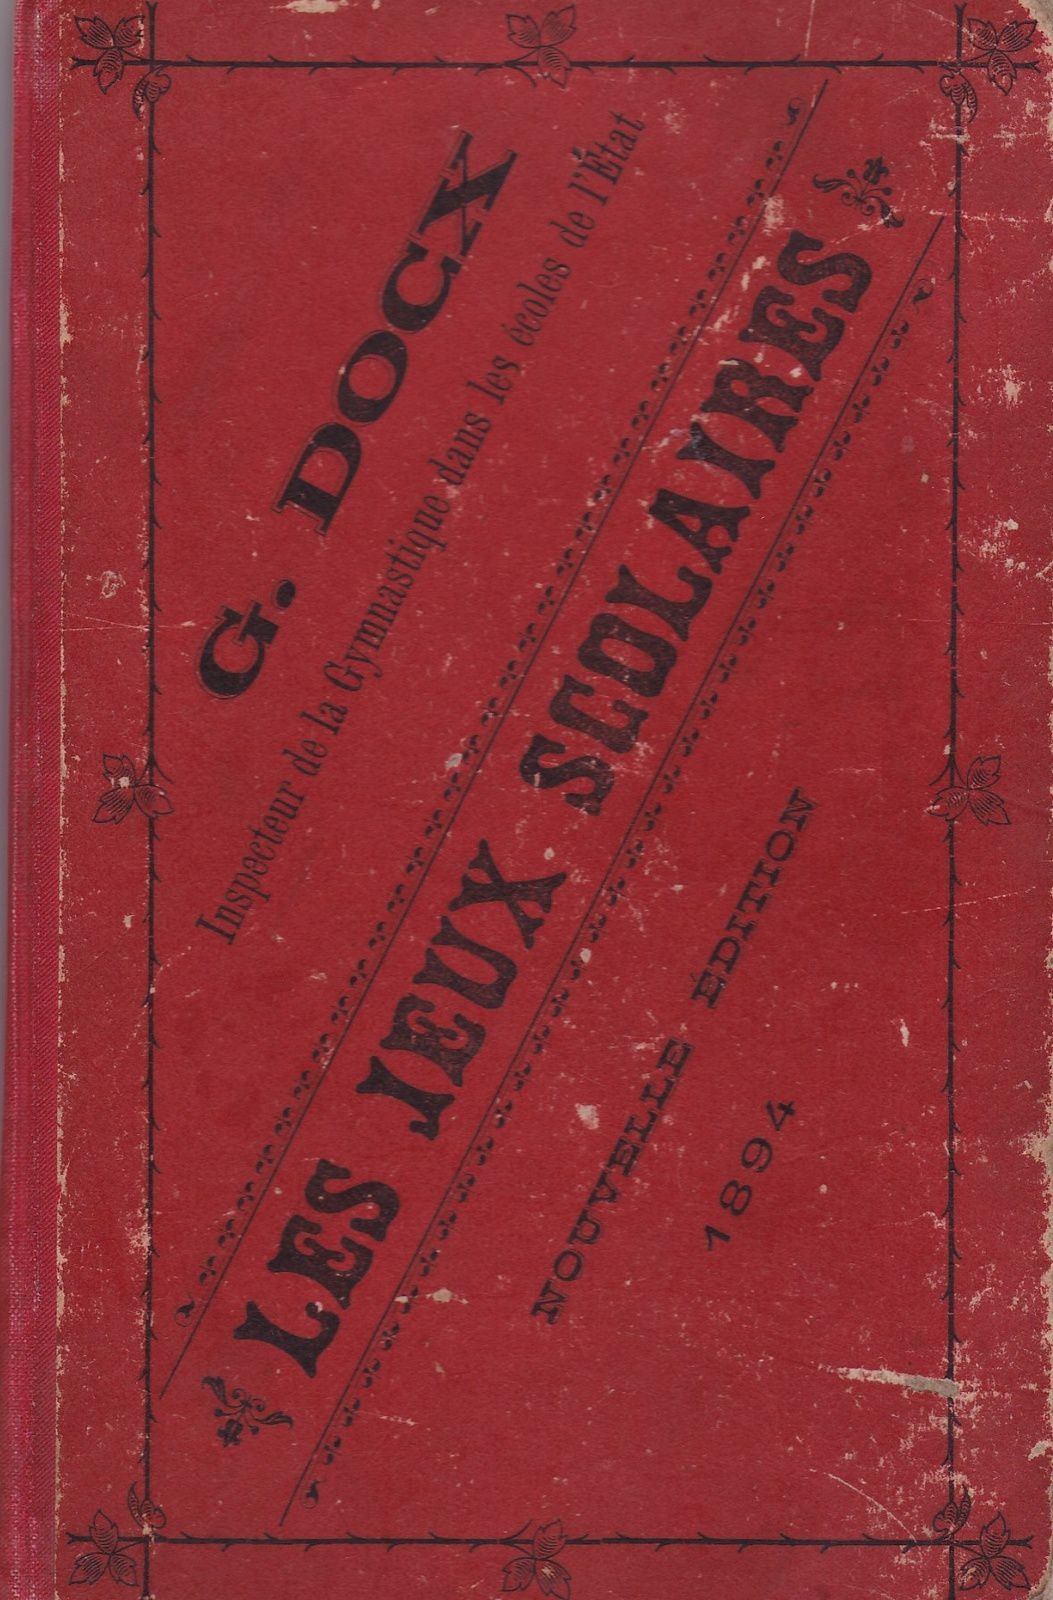 G. DOCX
Inspecteur de la Gymnastique dans les écoles de l'État
LES JEUX SCOLAIRES
NOUVELLE ÉDITION
1894